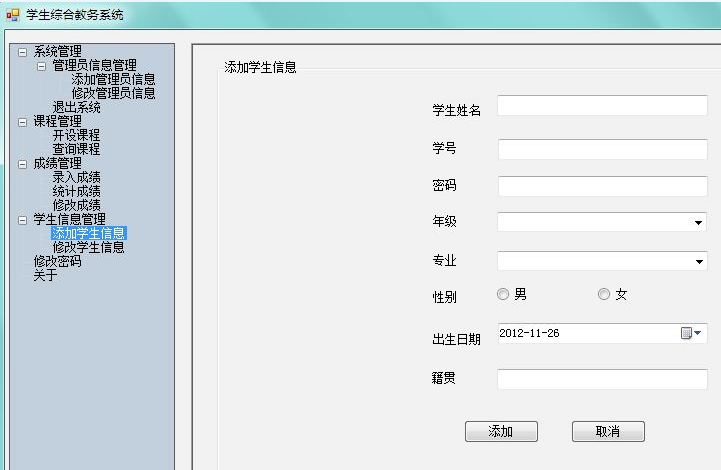 学生综合教务系统
系统管理
管理员信息管理
添加管理员信息
修改管理员信息
退出系统
课程管理
开设课程
查询课程
成绩管理
录入成绩
统计成绩
修改成绩
学生信息管理
添加学生信息
修改学生信息
修改密码
关于
添加学生信息
学生姓名
学号
密码
年级
专业
性别 男 女
出生日期 2012-11-26
籍贯
添加 取消